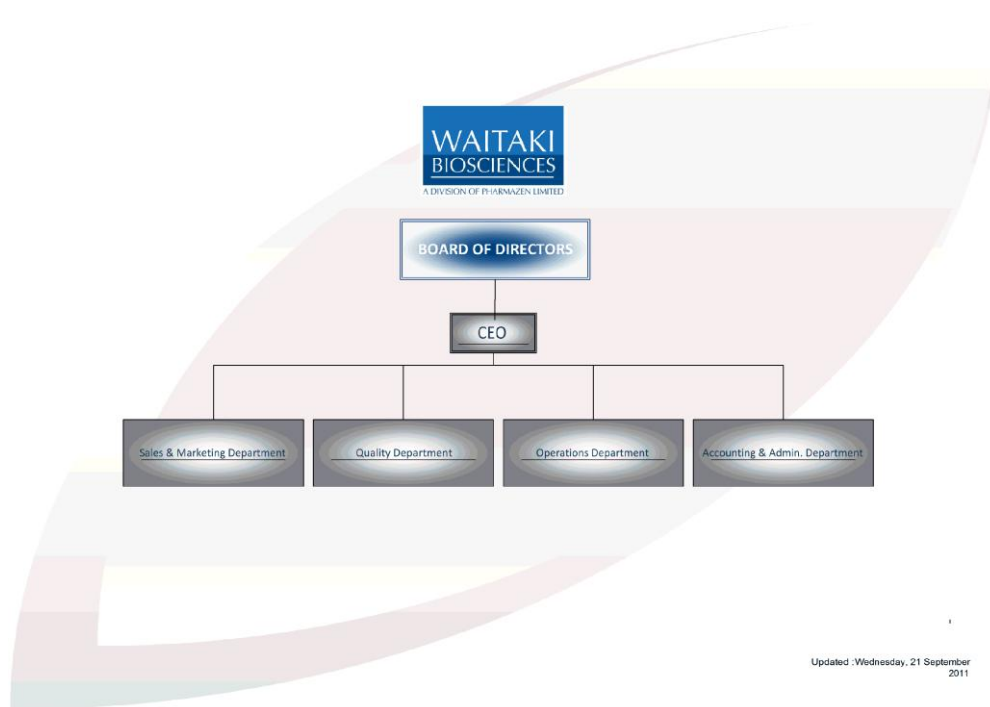 WAITAKI
BIOSCIENCES
A DIVISION OF PHARMAZEN LIMITED
BOARD OF DIRECTORS
CEO
Sales & Marketing Department
Quality Department
Operations Department
Accounting & Admin. Department
Updated :Wednesday, 21 September
2011